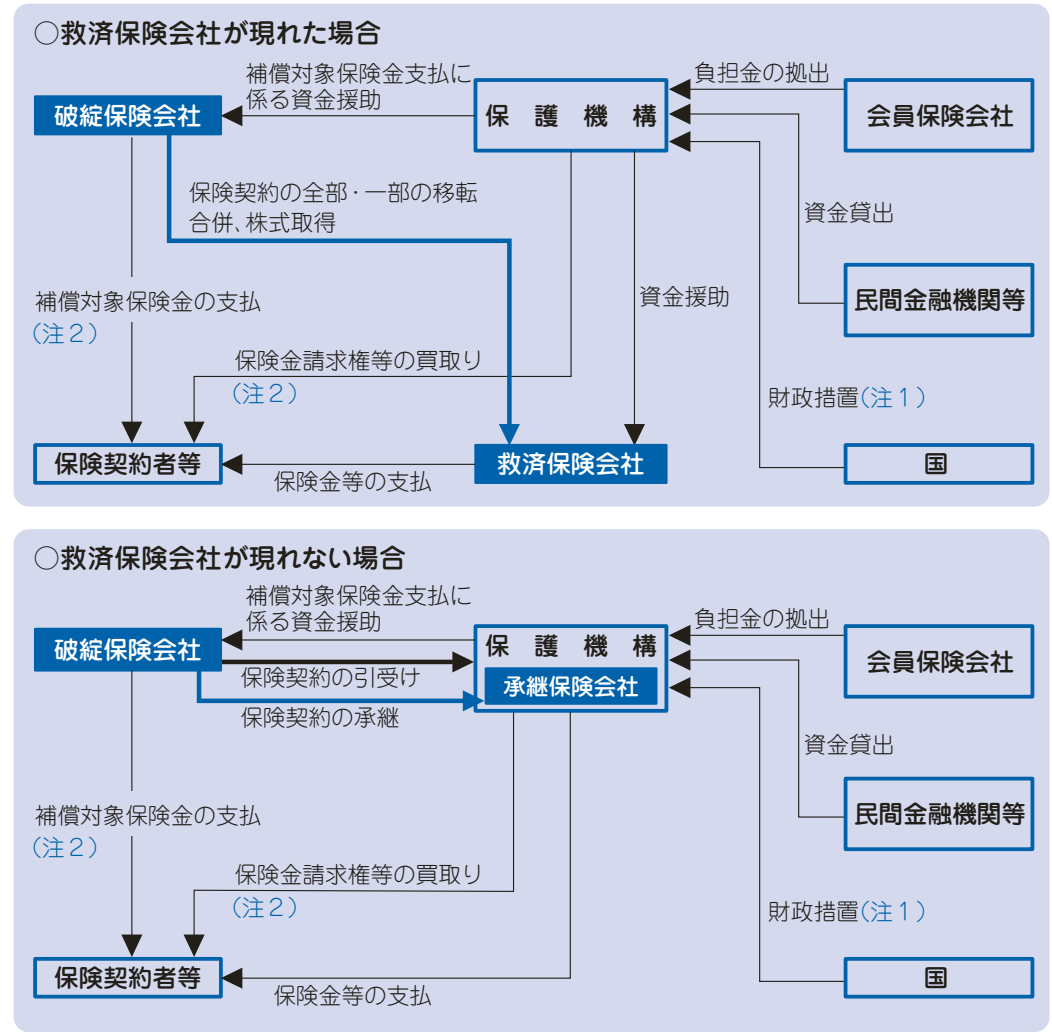 ○救済保険会社が現れた場合
補償対象保険金支払に
係る資金援助
負担金の拠出
破綻保険会社
保護機構
会員保険会社
保険契約の全部・一部の移転
合併、株式取得
資金貸出
補償対象保険金の支払
(注2)
資金援助
民間金融機関等
保険金請求権等の買取り
(注2)
財政措置(注1)
保険契約者等
救済保険会社
国
保険金等の支払
○救済保険会社が現れない場合
補償対象保険金支払に
係る資金援助
負担金の拠出
破綻保険会社
保護機構
会員保険会社
保険契約の引受け
承継保険会社
保険契約の承継
資金貸出
補償対象保険金の支払
(注2)
民間金融機関等
保険金請求権等の買取り
(注2)
財政措置(注1)
保険契約者等
国
保険金等の支払